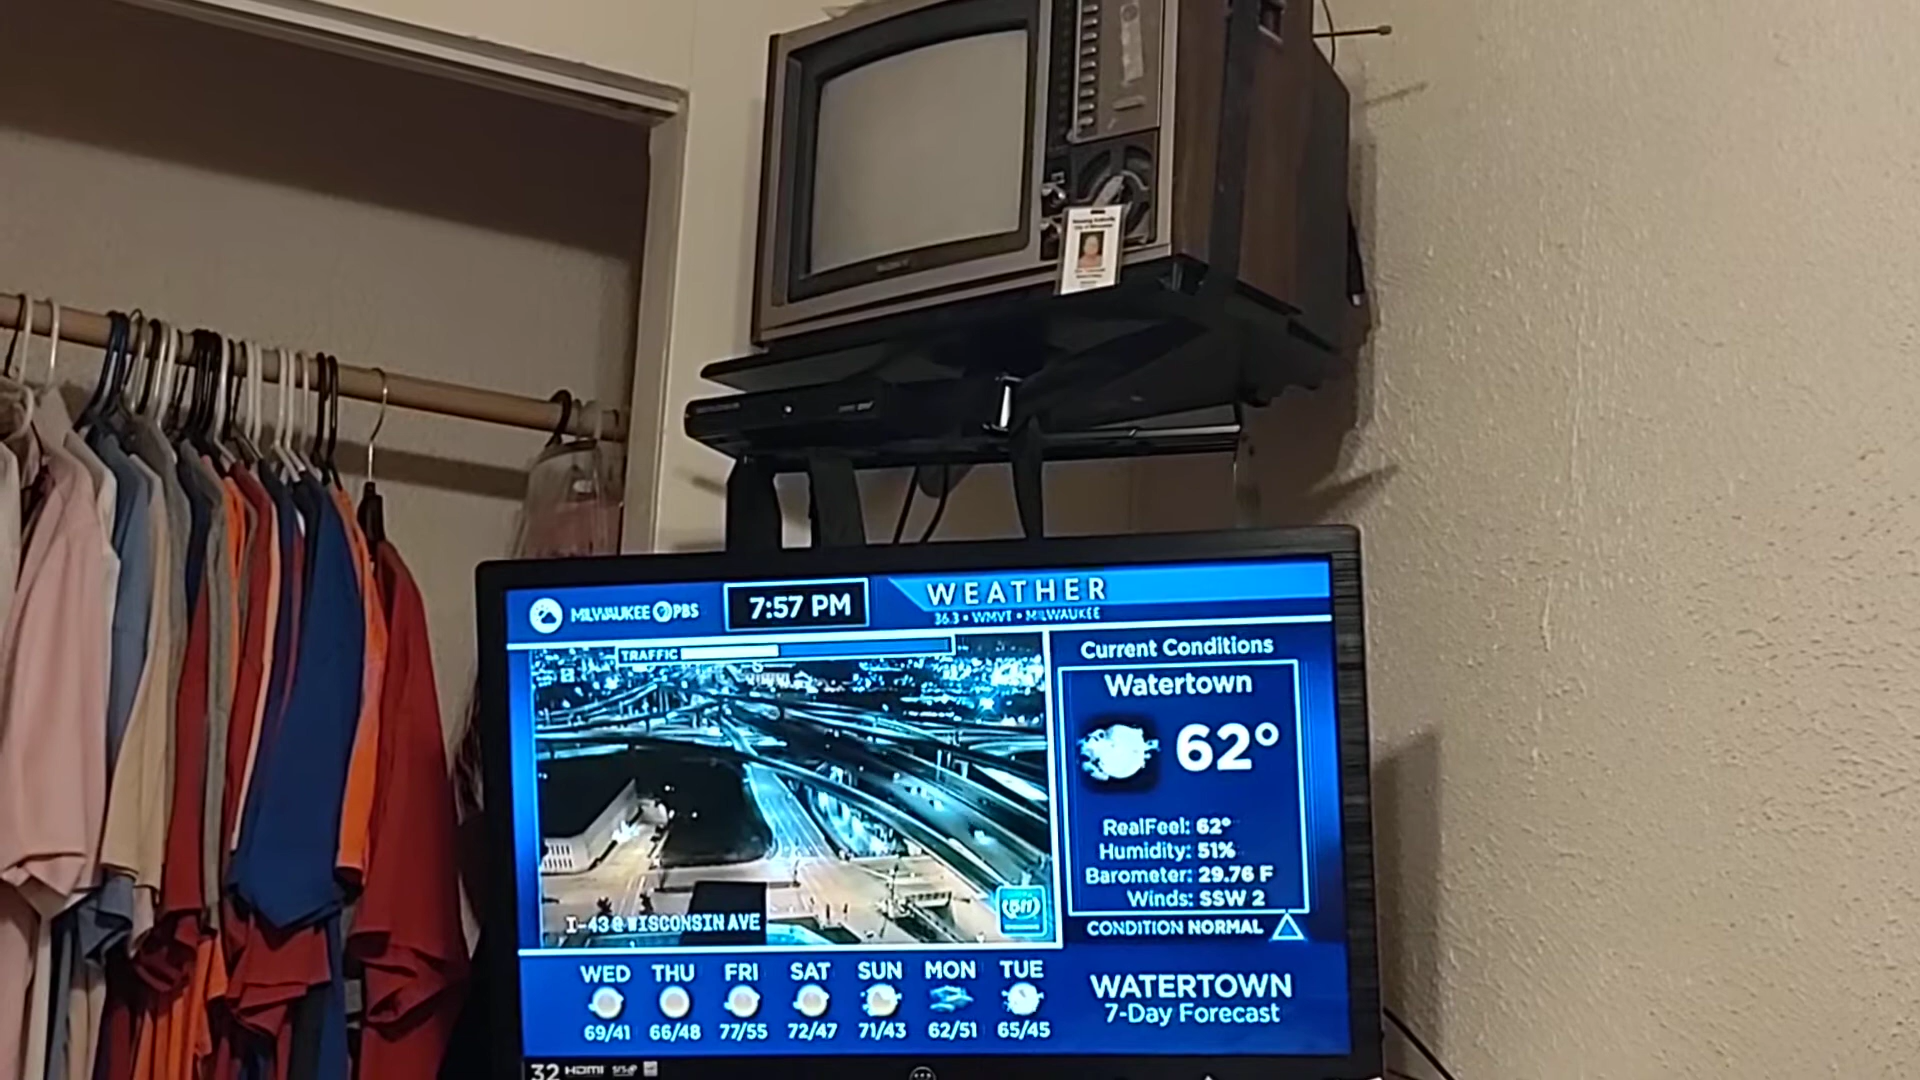 SONY
MILWAUKEE PBS
7:57 PM
WEATHER
36.3 • WMVT • MILWAUKEE
TRAFFIC
I-43 @ WISCONSIN AVE
511
Current Conditions
Watertown
62°
RealFeel: 62°
Humidity: 51%
Barometer: 29.76 F
Winds: SSW 2
CONDITION NORMAL
WED THU FRI SAT SUN MON TUE
69/41 66/48 77/55 72/47 71/43 62/51 65/45
WATERTOWN
7-Day Forecast
32 HDMI